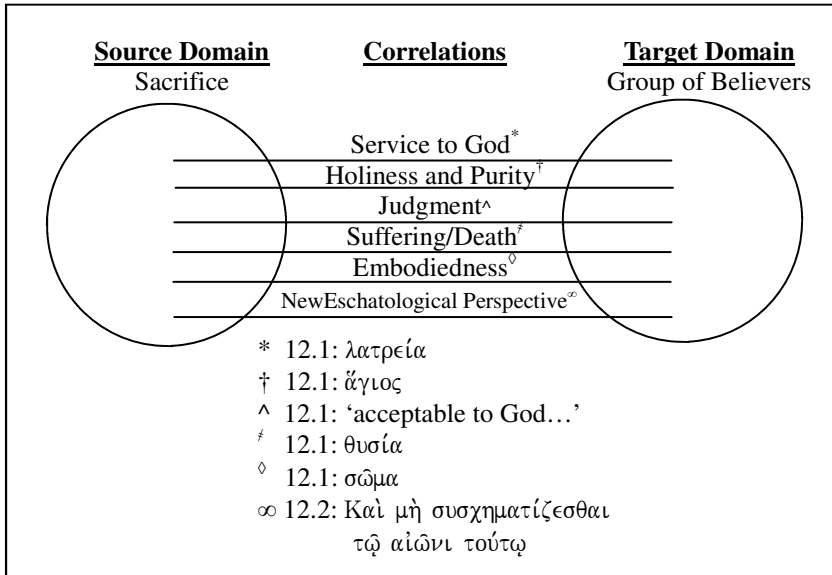 Source Domain Correlations Target Domain
Sacrifice Group of Believers
Service to God*
Holiness and Purity†
Judgment^
Suffering/Death҂
Embodiedness◊
NewEschatological Perspective∞
* 12.1: λατρεία
† 12.1: ἅγιος
^ 12.1: ‘acceptable to God…’
҂ 12.1: θυσία
◊ 12.1: σῶμα
∞ 12.2: Καὶ μὴ συσχηματίζεσθαι
τῷ αἰῶνι τούτῳ